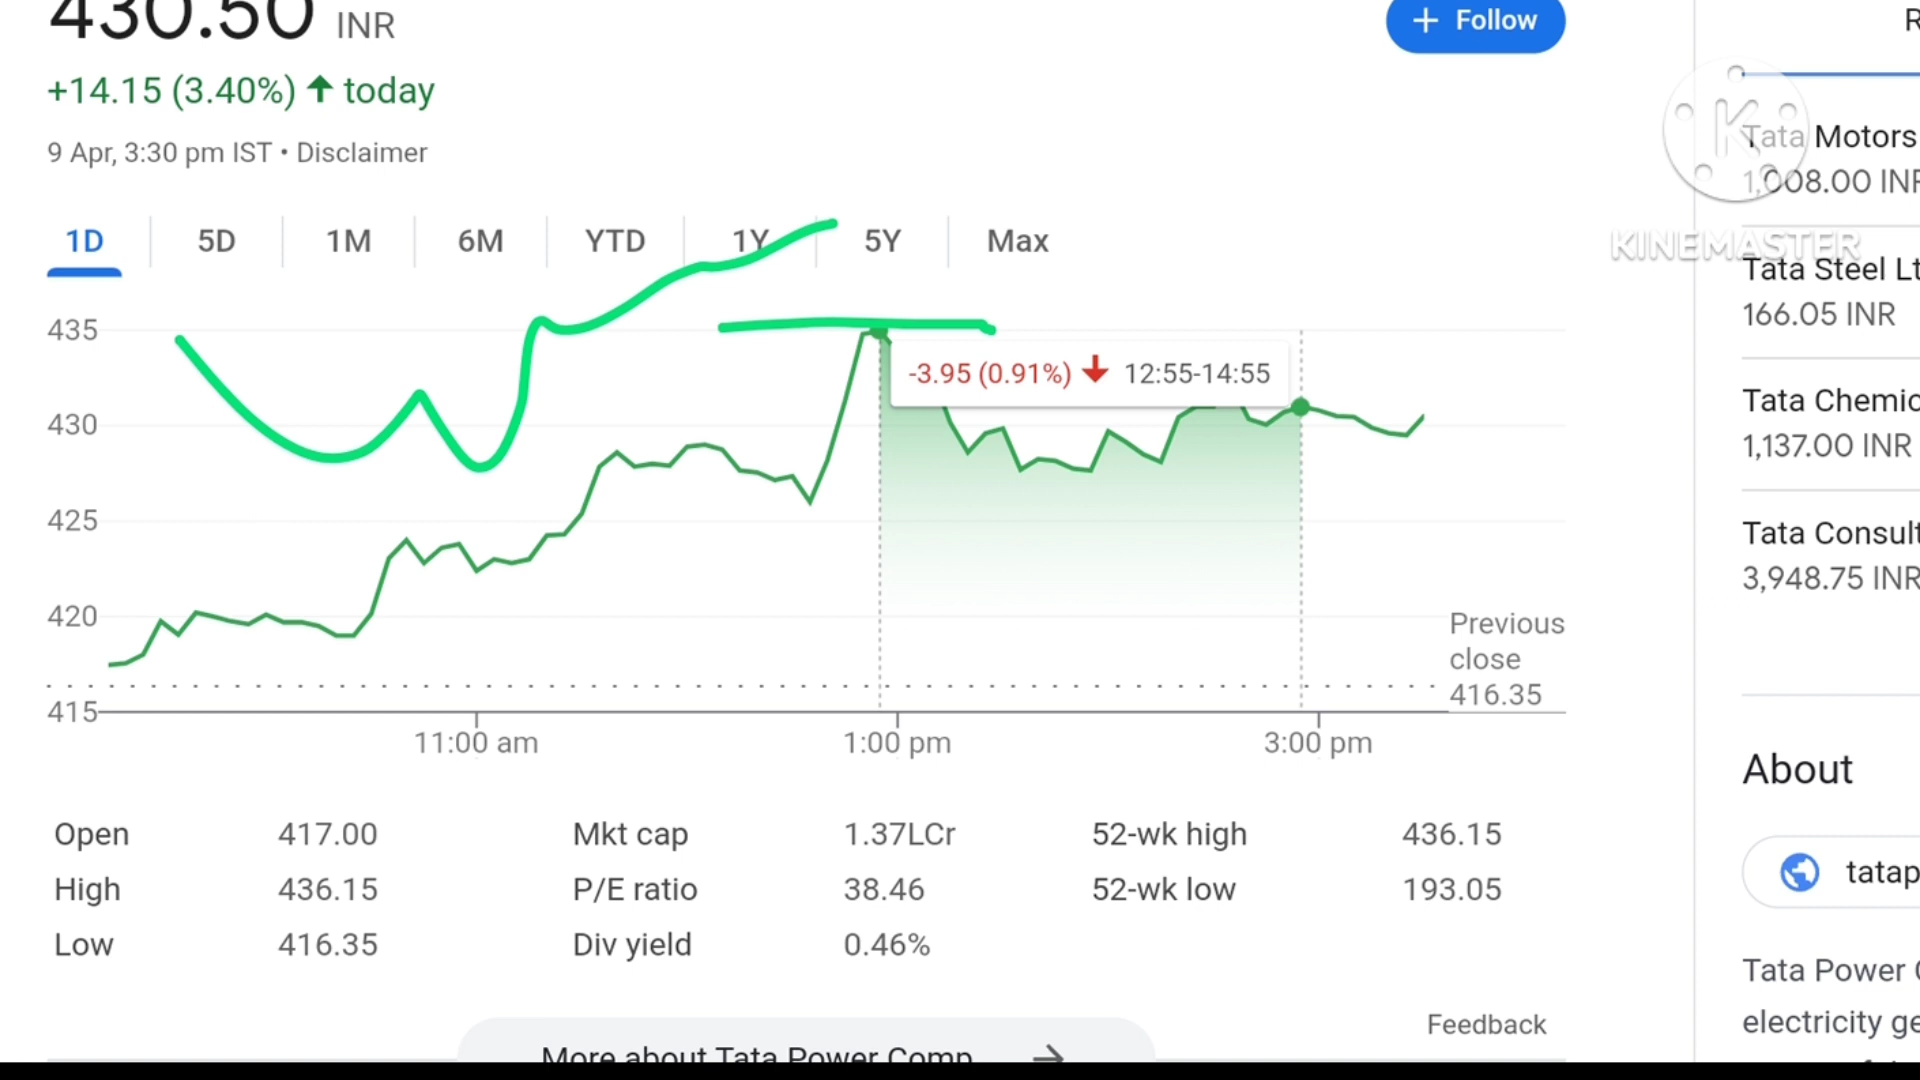 430.50 INR
+ Follow
+14.15 (3.40%) ↑ today
9 Apr, 3:30 pm IST • Disclaimer
1D 5D 1M 6M YTD 1Y 5Y Max
435
430
425
420
415
-3.95 (0.91%) ↓ 12:55-14:55
Previous
close
416.35
11:00 am 1:00 pm 3:00 pm
Open 417.00 Mkt cap 1.37LCr 52-wk high 436.15
High 436.15 P/E ratio 38.46 52-wk low 193.05
Low 416.35 Div yield 0.46%
Feedback
More about Tata Power Comp
K
KINEMASTER
Tata Motors
1,008.00 INR
Tata Steel Lt
166.05 INR
Tata Chemic
1,137.00 INR
Tata Consult
3,948.75 INR
About
tatap
Tata Power
electricity ge